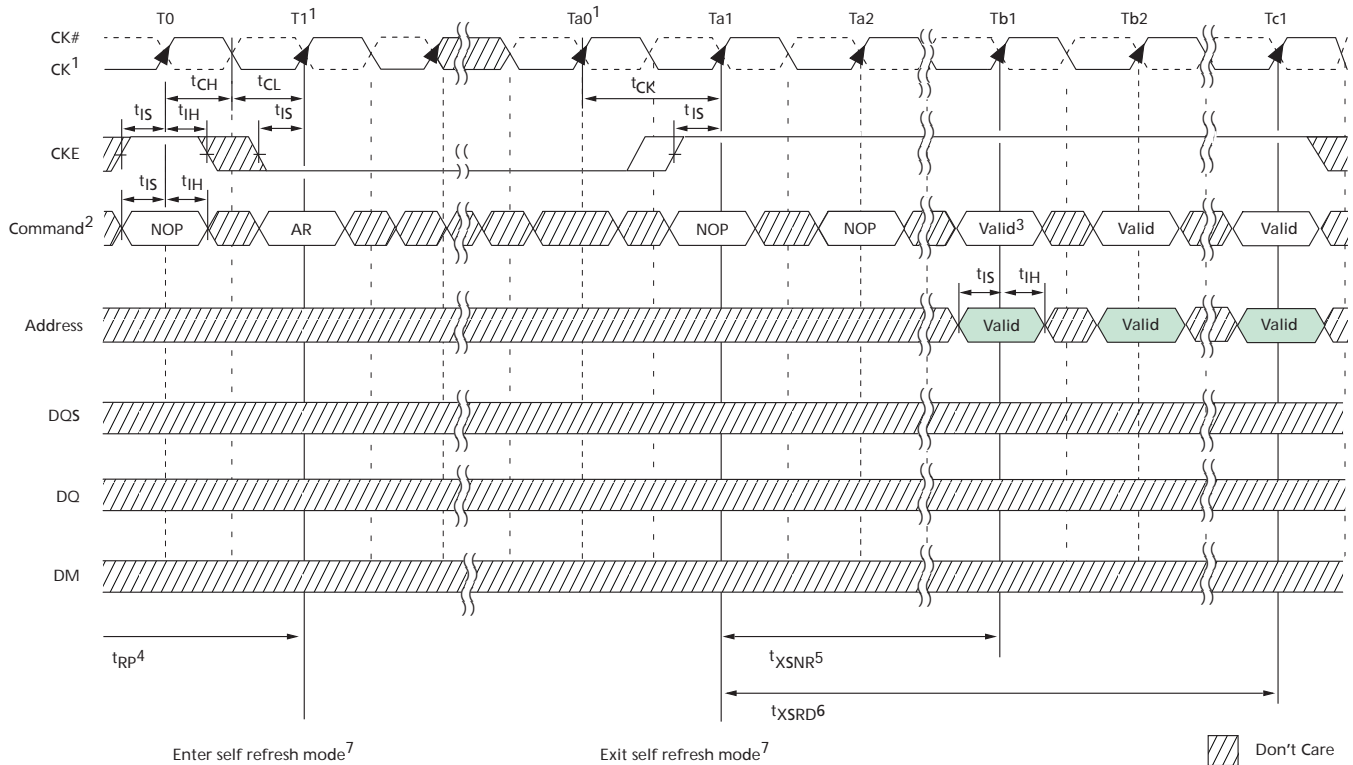 T0 T1¹ Ta0¹ Ta1 Ta2 Tb1 Tb2 Tc1
CK#
CK¹
tCH tCL tCK
tIS tIH tIS tIS
CKE
tIS tIH
Command² NOP AR NOP NOP Valid³ Valid Valid
tIS tIH
Address Valid Valid Valid
DQS
DQ
DM
tRP⁴ tXSNR⁵
tXSRD⁶
Enter self refresh mode⁷ Exit self refresh mode⁷ Don't Care